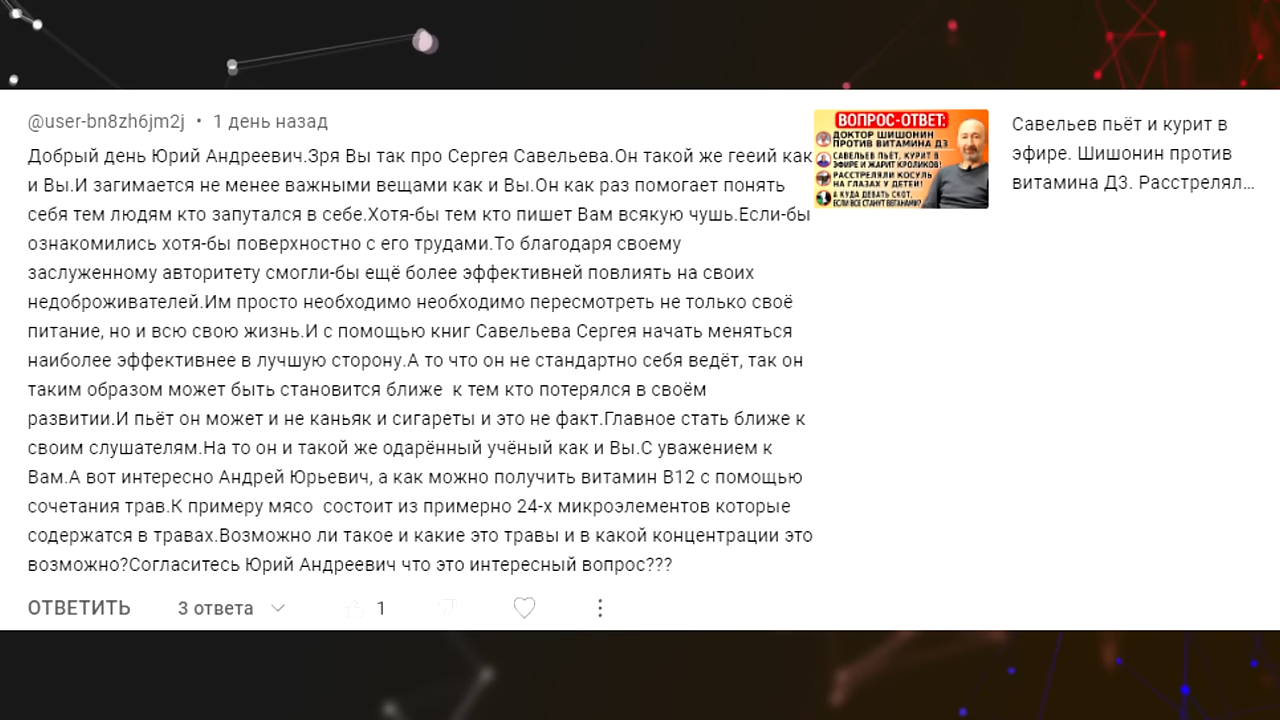 @user-bn8zh6jm2j • 1 день назад
Добрый день Юрий Андреевич.Зря Вы так про Сергея Савельева.Он такой же геeий как
и Вы.И загимается не менее важными вещами как и Вы.Он как раз помогает понять
себя тем людям кто запутался в себе.Хотя-бы тем кто пишет Вам всякую чушь.Если-бы
ознакомились хотя-бы поверхностно с его трудами.То благодаря своему
заслуженному авторитету смогли-бы ещё более эффективней повлиять на своих
недоброживателей.Им просто необходимо необходимо пересмотреть не только своё
питание, но и всю свою жизнь.И с помощью книг Савельева Сергея начать меняться
наиболее эффективнее в лучшую сторону.А то что он не стандартно себя ведёт, так он
таким образом может быть становится ближе  к тем кто потерялся в своём
развитии.И пьёт он может и не каньяк и сигареты и это не факт.Главное стать ближе к
своим слушателям.На то он и такой же одарённый учёный как и Вы.С уважением к
Вам.А вот интересно Андрей Юрьевич, а как можно получить витамин В12 с помощью
сочетания трав.К примеру мясо  состоит из примерно 24-х микроэлементов которые
содержатся в травах.Возможно ли такое и какие это травы и в какой концентрации это
возможно?Согласитесь Юрий Андреевич что это интересный вопрос???
ОТВЕТИТЬ 3 ответа 1
ВОПРОС-ОТВЕТ:
ДОКТОР ШИШОНИН
ПРОТИВ ВИТАМИНА Д3
САВЕЛЬЕВ ПЬЁТ, КУРИТ В
ЭФИРЕ И ЖАРИТ КРОЛИКОВ!
РАССТРЕЛЯЛИ КОСУЛЬ
НА ГЛАЗАХ У ДЕТЕЙ!
А КУДА ДЕВАТЬ СКОТ,
ЕСЛИ ВСЕ СТАНУТ ВЕГАНАМИ?
Савельев пьёт и курит в
эфире. Шишонин против
витамина Д3. Расстрелял...